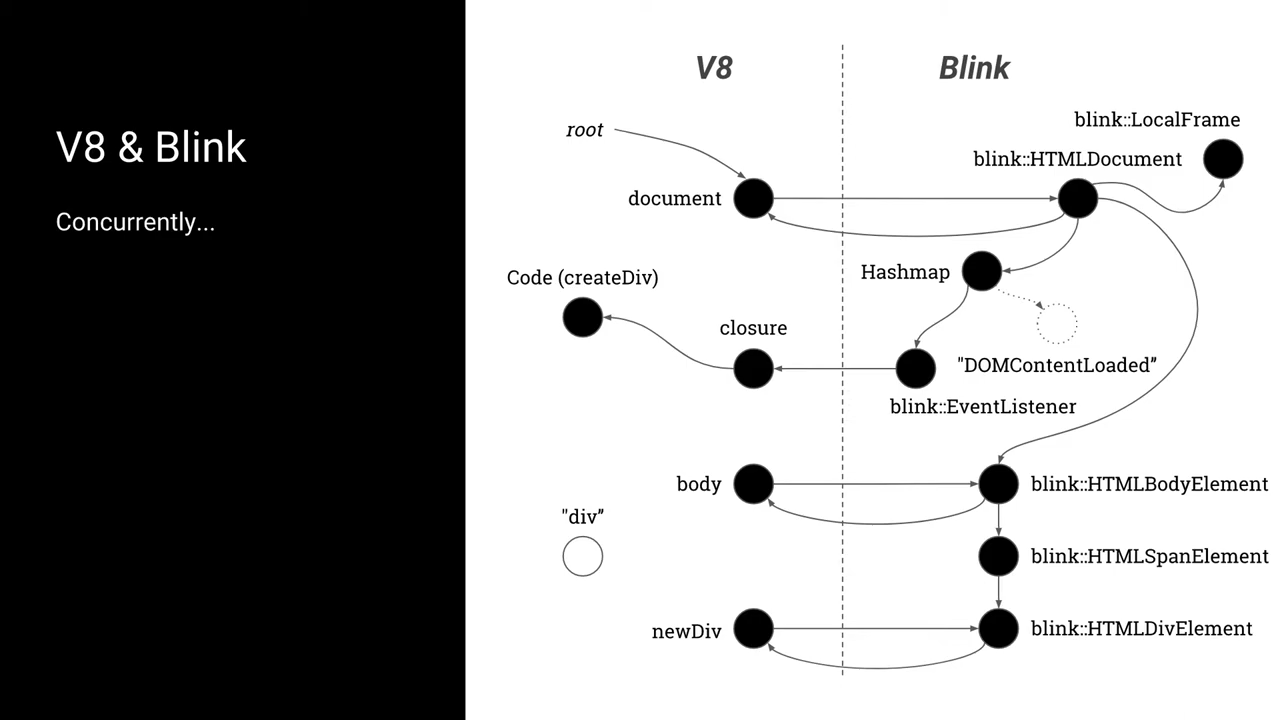 V8 & Blink
Concurrently...
V8
Blink
root
blink::LocalFrame
blink::HTMLDocument
document
Hashmap
Code (createDiv)
closure
"DOMContentLoaded”
blink::EventListener
body
blink::HTMLBodyElement
"div”
blink::HTMLSpanElement
newDiv
blink::HTMLDivElement